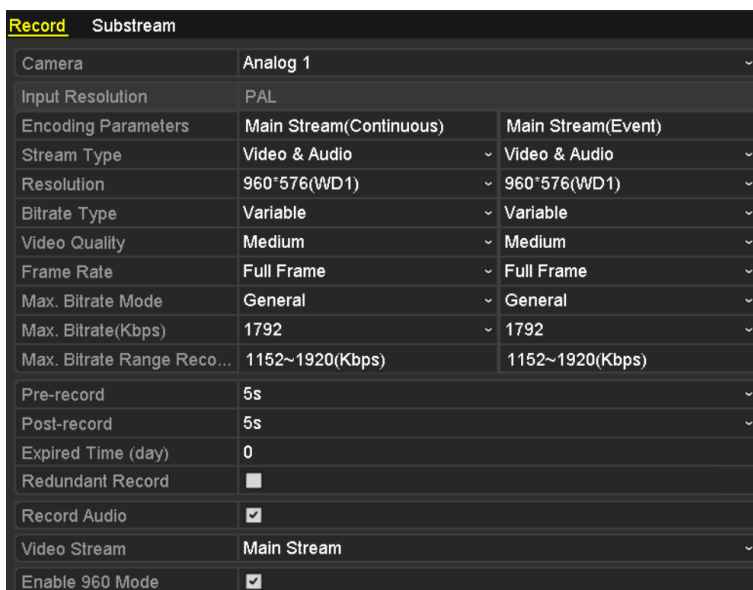 Record Substream
Camera Analog 1
Input Resolution PAL
Encoding Parameters Main Stream(Continuous) Main Stream(Event)
Stream Type Video & Audio Video & Audio
Resolution 960*576(WD1) 960*576(WD1)
Bitrate Type Variable Variable
Video Quality Medium Medium
Frame Rate Full Frame Full Frame
Max. Bitrate Mode General General
Max. Bitrate(Kbps) 1792 1792
Max. Bitrate Range Reco... 1152~1920(Kbps) 1152~1920(Kbps)
Pre-record 5s
Post-record 5s
Expired Time (day) 0
Redundant Record
Record Audio
Video Stream Main Stream
Enable 960 Mode